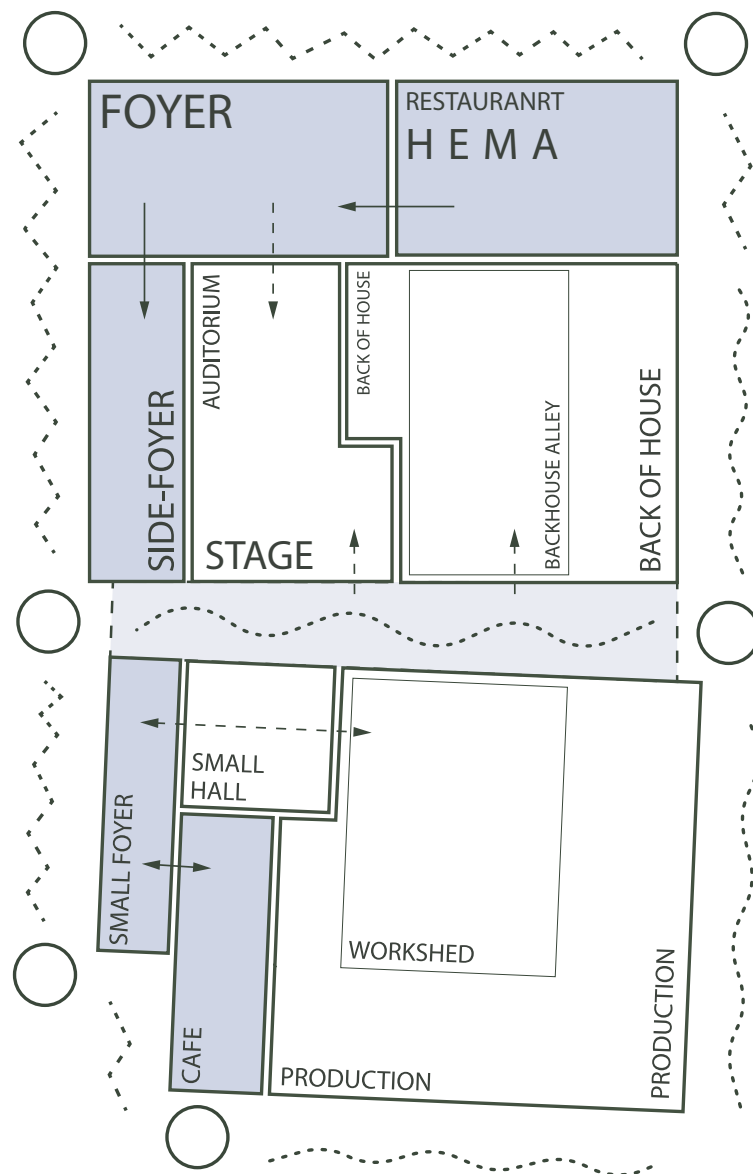 FOYER
RESTAURANRT
HEMA
SIDE-FOYER
AUDITORIUM
STAGE
BACK OF HOUSE
BACKHOUSE ALLEY
BACK OF HOUSE
SMALL FOYER
SMALL
HALL
CAFE
WORKSHED
PRODUCTION
PRODUCTION